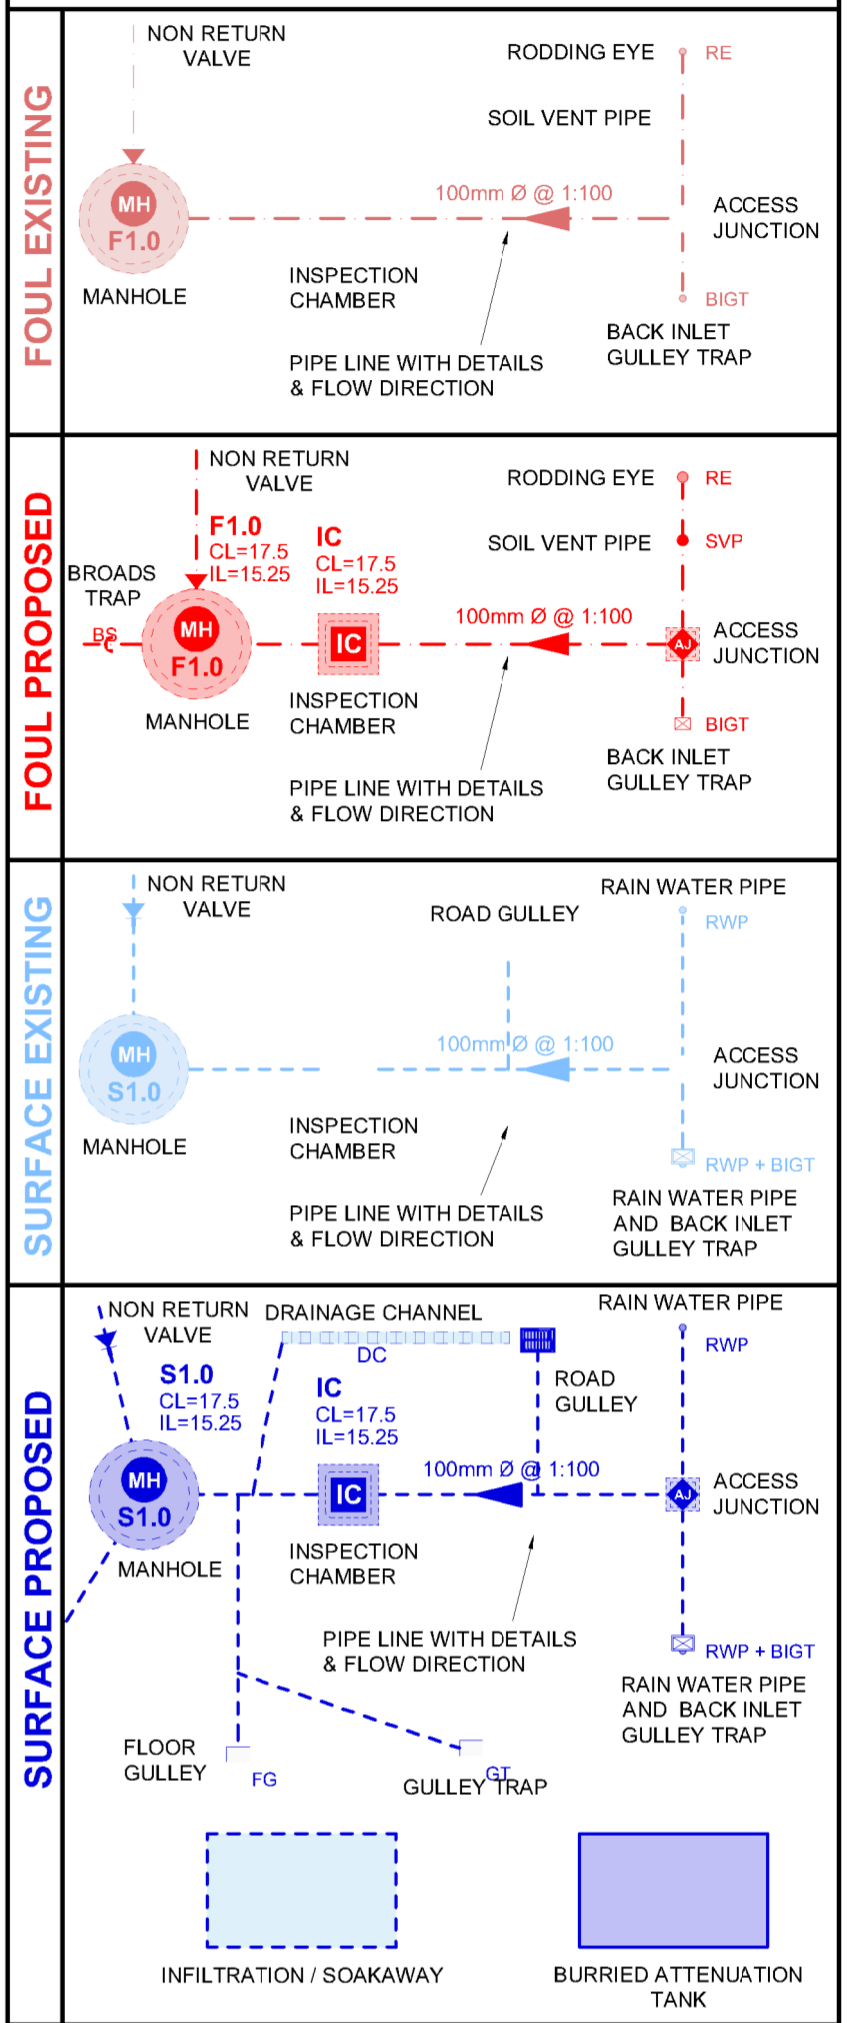 FOUL EXISTING
NON RETURN
VALVE
RODDING EYE
RE
SOIL VENT PIPE
100mm Ø @ 1:100
MH
F1.0
ACCESS
JUNCTION
MANHOLE
INSPECTION
CHAMBER
BIGT
BACK INLET
GULLEY TRAP
PIPE LINE WITH DETAILS
& FLOW DIRECTION
FOUL PROPOSED
NON RETURN
VALVE
RODDING EYE
RE
F1.0
CL=17.5
IL=15.25
IC
CL=17.5
IL=15.25
SOIL VENT PIPE
SVP
BROADS
TRAP
BS
MH
F1.0
IC
100mm Ø @ 1:100
AJ
ACCESS
JUNCTION
MANHOLE
INSPECTION
CHAMBER
BIGT
BACK INLET
GULLEY TRAP
PIPE LINE WITH DETAILS
& FLOW DIRECTION
SURFACE EXISTING
NON RETURN
VALVE
ROAD GULLEY
RAIN WATER PIPE
RWP
100mm Ø @ 1:100
MH
S1.0
ACCESS
JUNCTION
MANHOLE
INSPECTION
CHAMBER
RWP + BIGT
RAIN WATER PIPE
AND BACK INLET
GULLEY TRAP
PIPE LINE WITH DETAILS
& FLOW DIRECTION
SURFACE PROPOSED
NON RETURN
VALVE
DRAINAGE CHANNEL
DC
RAIN WATER PIPE
RWP
S1.0
CL=17.5
IL=15.25
IC
CL=17.5
IL=15.25
ROAD
GULLEY
100mm Ø @ 1:100
MH
S1.0
IC
AJ
ACCESS
JUNCTION
MANHOLE
INSPECTION
CHAMBER
PIPE LINE WITH DETAILS
& FLOW DIRECTION
RWP + BIGT
RAIN WATER PIPE
AND BACK INLET
GULLEY TRAP
FLOOR
GULLEY
FG
GT
GULLEY TRAP
INFILTRATION / SOAKAWAY
BURRIED ATTENUATION
TANK